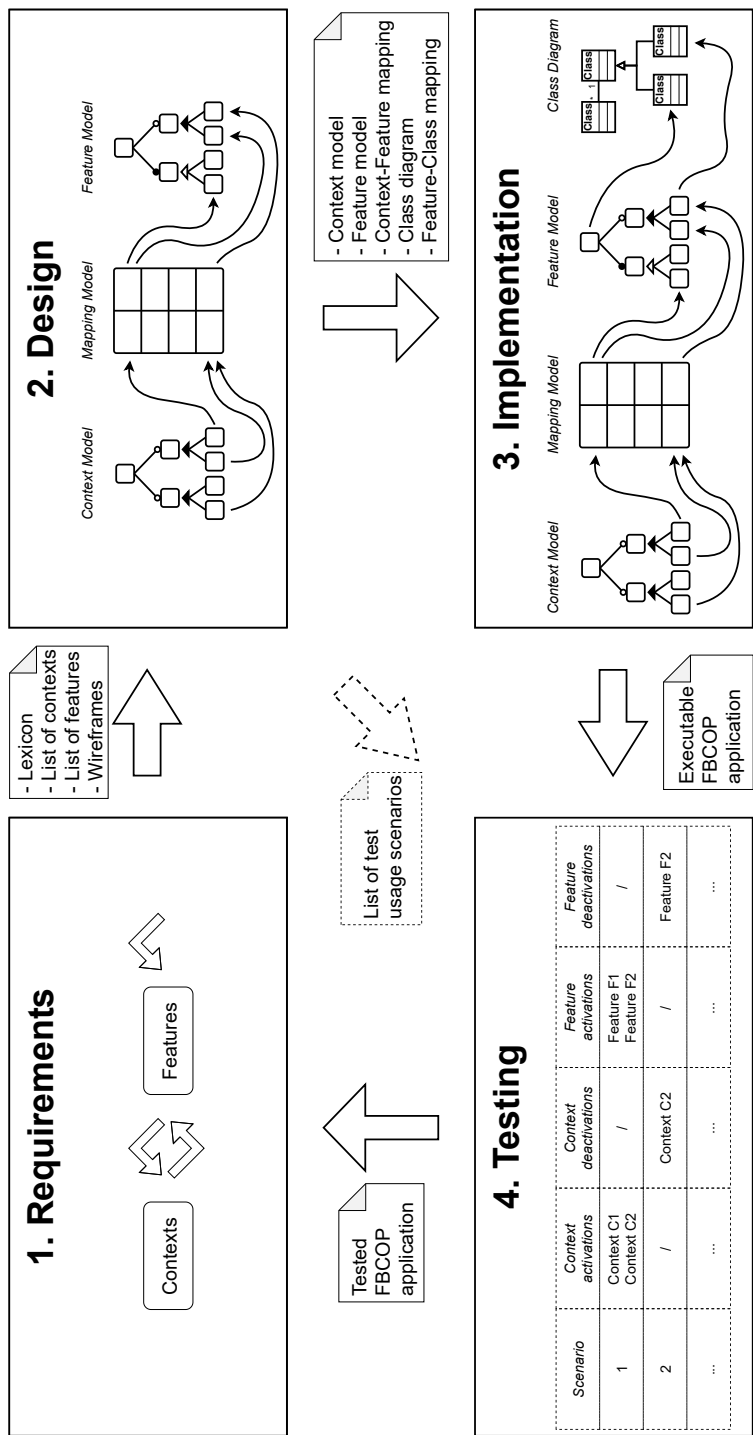 1. Requirements
Contexts
Features
- Lexicon
- List of contexts
- List of features
- Wireframes
2. Design
Context Model
Mapping Model
Feature Model
- Context model
- Feature model
- Context-Feature mapping
- Class diagram
- Feature-Class mapping
3. Implementation
Context Model
Mapping Model
Feature Model
Class Diagram
Class
* 1
Class
Class
Class
Executable
FBCOP
application
List of test
usage scenarios
4. Testing
Scenario Context activations Context deactivations Feature activations Feature deactivations
1 Context C1 Context C2 / Feature F1 Feature F2 /
2 / Context C2 / Feature F2
... ... ... ... ...
Tested
FBCOP
application